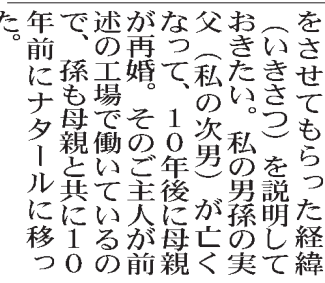 をさせてもらった経緯
（いきさつ）を説明して
おきたい。私の男孫の実
父（私の次男）が亡く
なって、１０年後に母親
が再婚。そのご主人が前
述の工場で働いているの
で、孫も母親と共に１０
年前にナタールに移っ
た。